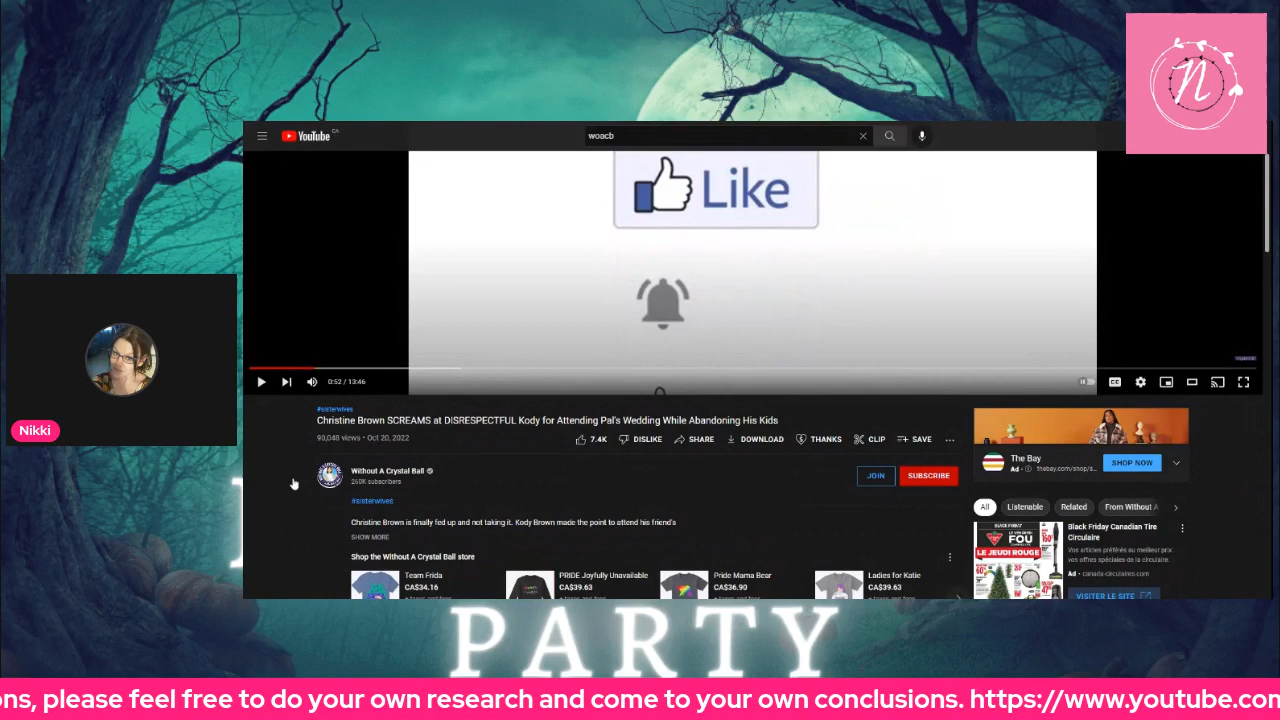 N
YouTube CA
woacb
Like
0:52 / 13:46
CC
#sisterwives
Christine Brown SCREAMS at DISRESPECTFUL Kody for Attending Pal's Wedding While Abandoning His Kids
90,048 views • Oct 20, 2022
7.4K DISLIKE SHARE DOWNLOAD THANKS CLIP SAVE ...
Without A Crystal Ball
250K subscribers
JOIN
SUBSCRIBE
#sisterwives
Christine Brown is finally fed up and not taking it. Kody Brown made the point to attend his friend's
SHOW MORE
Shop the Without A Crystal Ball store
Team Frida
CA$34.16
PRIDE Joyfully Unavailable
CA$39.63
Pride Mama Bear
CA$36.90
Ladies for Katie
CA$39.63
The Bay
Ad • thebay.com/shop/s...
SHOP NOW
All Listenable Related From Without A
BLACK FRIDAY
FOU
LE JEUDI ROUGE
Black Friday Canadian Tire
Circulaire
Vos articles préférés au meilleur prix:
vos offres spéciales de la circulaire.
Ad • canada-circulaires.com
VISITER LE SITE
Nikki
PARTY
ons, please feel free to do your own research and come to your own conclusions. https://www.youtube.con